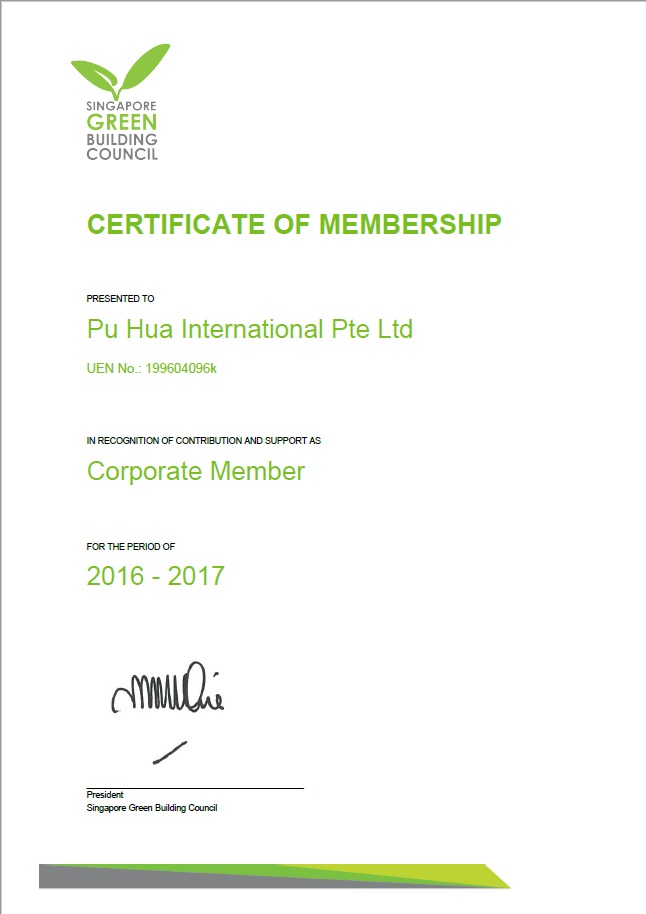 SINGAPORE
GREEN
BUILDING
COUNCIL
CERTIFICATE OF MEMBERSHIP
PRESENTED TO
Pu Hua International Pte Ltd
UEN No.: 199604096k
IN RECOGNITION OF CONTRIBUTION AND SUPPORT AS
Corporate Member
FOR THE PERIOD OF
2016 - 2017
President
Singapore Green Building Council